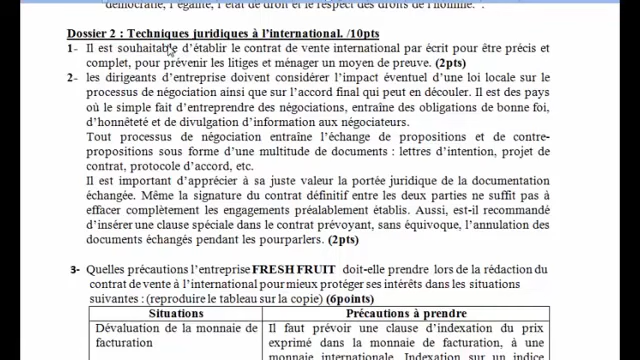 démocratie, l'égalité, l'état de droit et le respect des droits de l'homme. .
Dossier 2 : Techniques juridiques à l'international. /10pts
1- Il est souhaitable d'établir le contrat de vente international par écrit pour être précis et
complet, pour prévenir les litiges et ménager un moyen de preuve. (2pts)
2- les dirigeants d'entreprise doivent considérer l'impact éventuel d'une loi locale sur le
processus de négociation ainsi que sur l'accord final qui peut en découler. Il est des pays
où le simple fait d'entreprendre des négociations, entraîne des obligations de bonne foi,
d'honnêteté et de divulgation d'information aux négociateurs.
Tout processus de négociation entraîne l'échange de propositions et de contre-
propositions sous forme d'une multitude de documents : lettres d'intention, projet de
contrat, protocole d'accord, etc.
Il est important d'apprécier à sa juste valeur la portée juridique de la documentation
échangée. Même la signature du contrat définitif entre les deux parties ne suffit pas à
effacer complètement les engagements préalablement établis. Aussi, est-il recommandé
d'insérer une clause spéciale dans le contrat prévoyant, sans équivoque, l'annulation des
documents échangés pendant les pourparlers. (2pts)
3- Quelles précautions l'entreprise FRESH FRUIT doit-elle prendre lors de la rédaction du
contrat de vente à l'international pour mieux protéger ses intérêts dans les situations
suivantes : (reproduire le tableau sur la copie) (6points)
Situations Précautions à prendre
Dévaluation de la monnaie de Il faut prévoir une clause d'indexation du prix
facturation exprimé dans la monnaie de facturation, à une
monnaie internationale. Indexation sur un indice